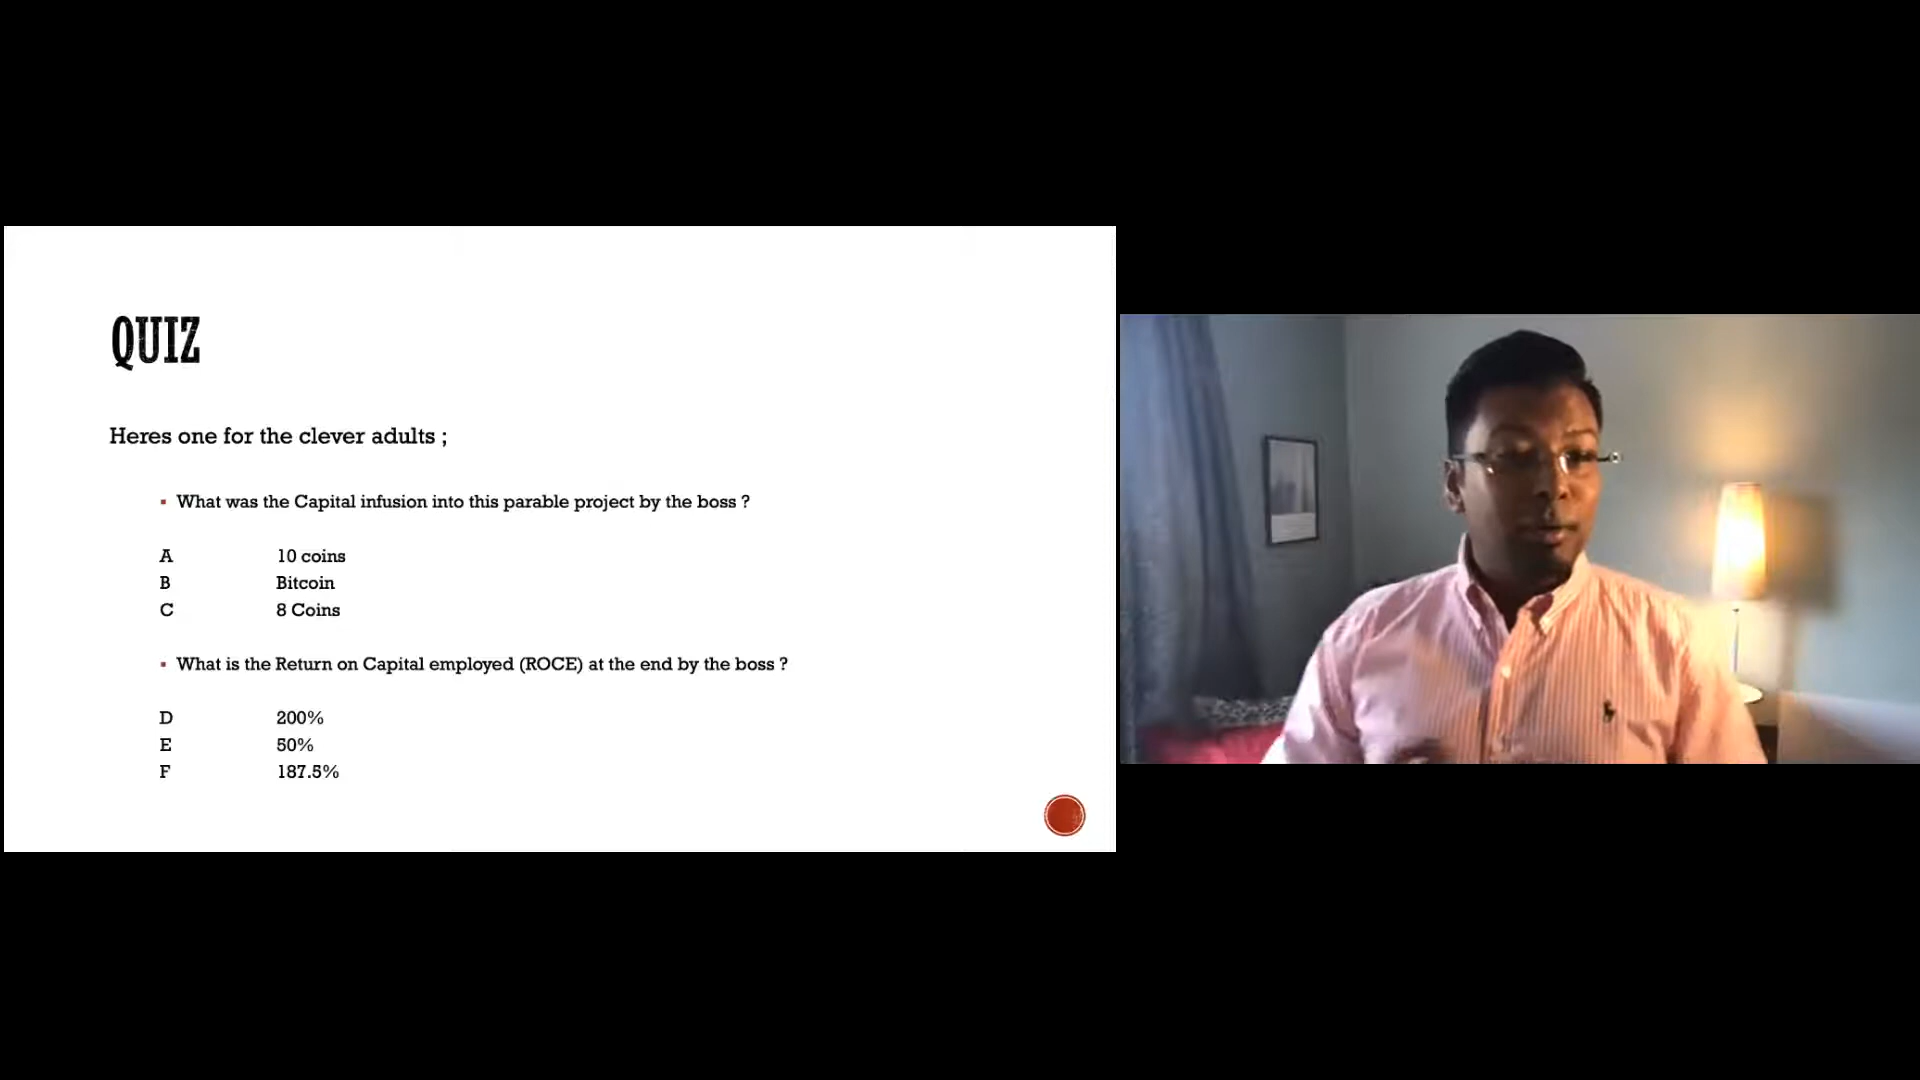 QUIZ
Heres one for the clever adults ;
▪ What was the Capital infusion into this parable project by the boss ?
A 10 coins
B Bitcoin
C 8 Coins
▪ What is the Return on Capital employed (ROCE) at the end by the boss ?
D 200%
E 50%
F 187.5%